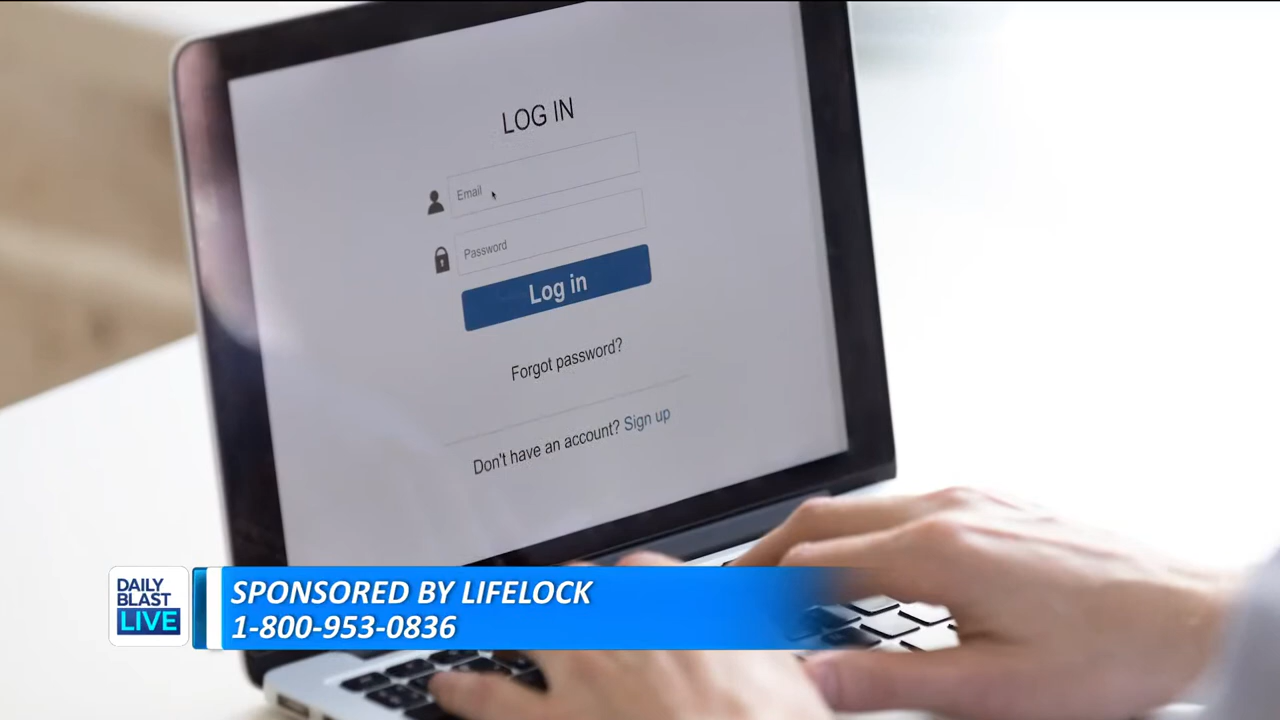 LOG IN
Email
Password
Log in
Forgot password?
Don't have an account? Sign up
DAILY
BLAST
LIVE
SPONSORED BY LIFELOCK
1-800-953-0836